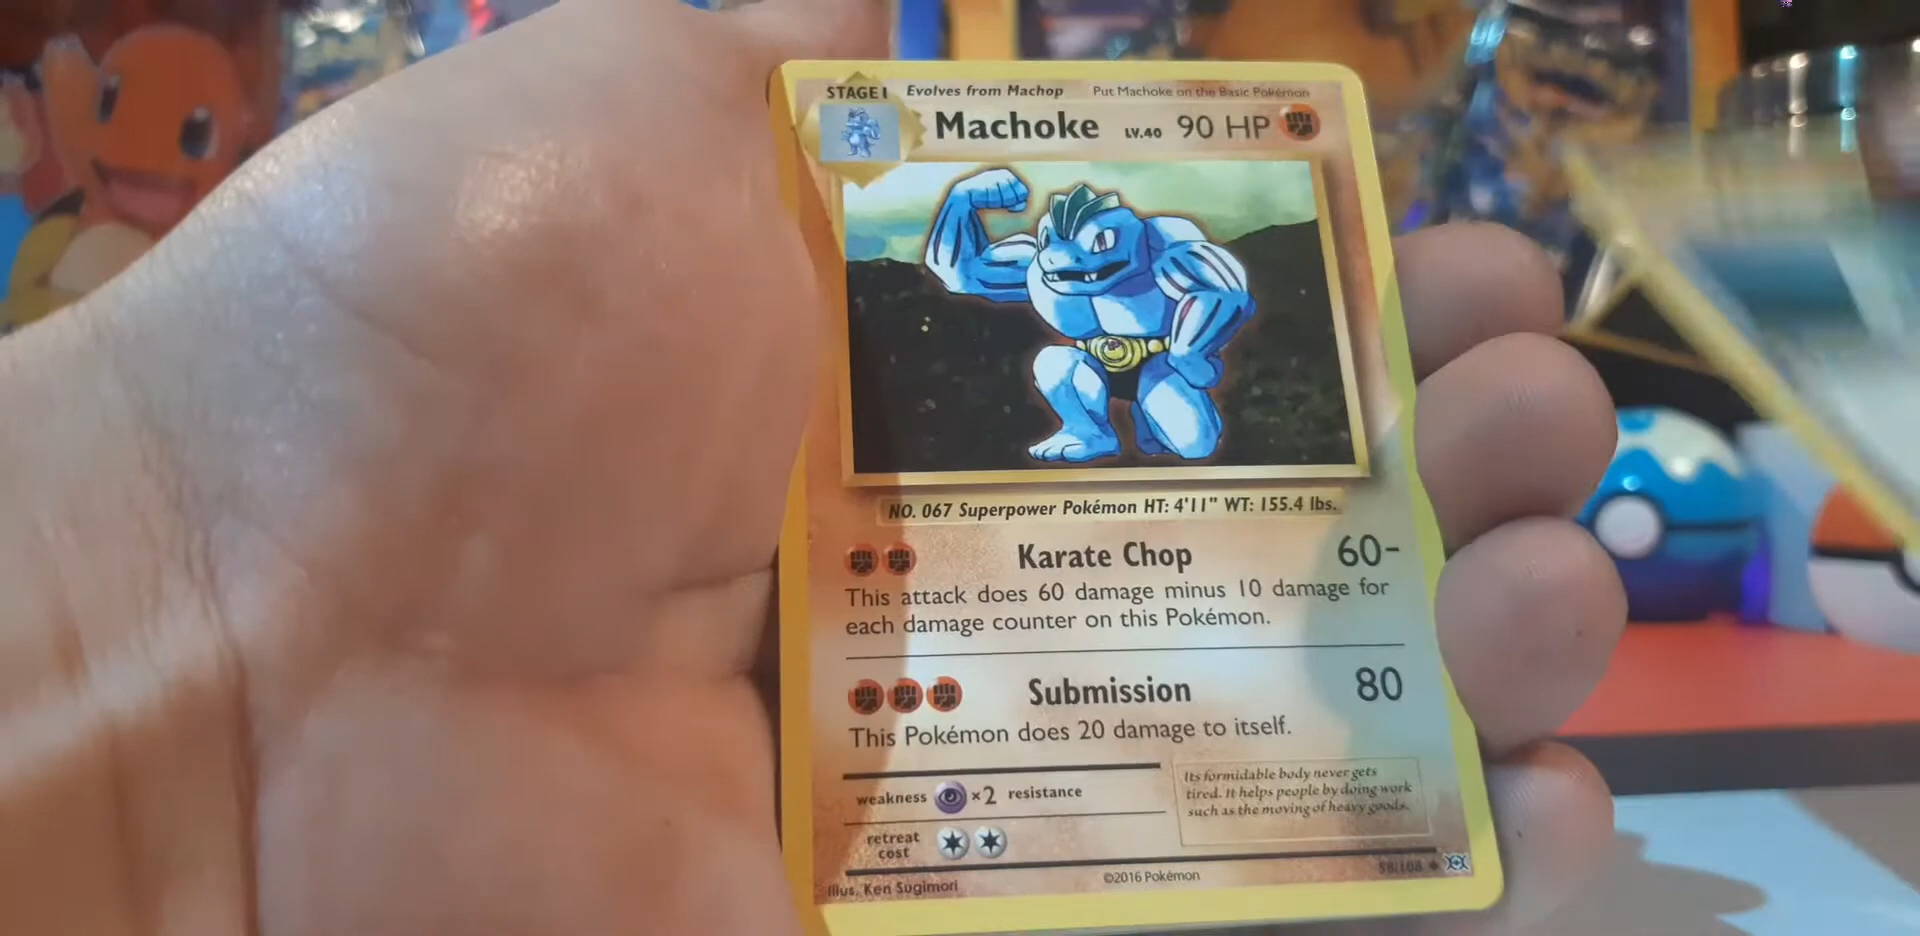 STAGE 1 Evolves from Machop Put Machoke on the Basic Pokémon
Machoke LV.40 90 HP
NO. 067 Superpower Pokémon HT: 4'11" WT: 155.4 lbs.
Karate Chop 60-
This attack does 60 damage minus 10 damage for
each damage counter on this Pokémon.
Submission 80
This Pokémon does 20 damage to itself.
weakness ×2 resistance
retreat
cost
Its formidable body never gets
tired. It helps people by doing work
such as the moving of heavy goods.
Illus. Ken Sugimori ©2016 Pokémon 58/108